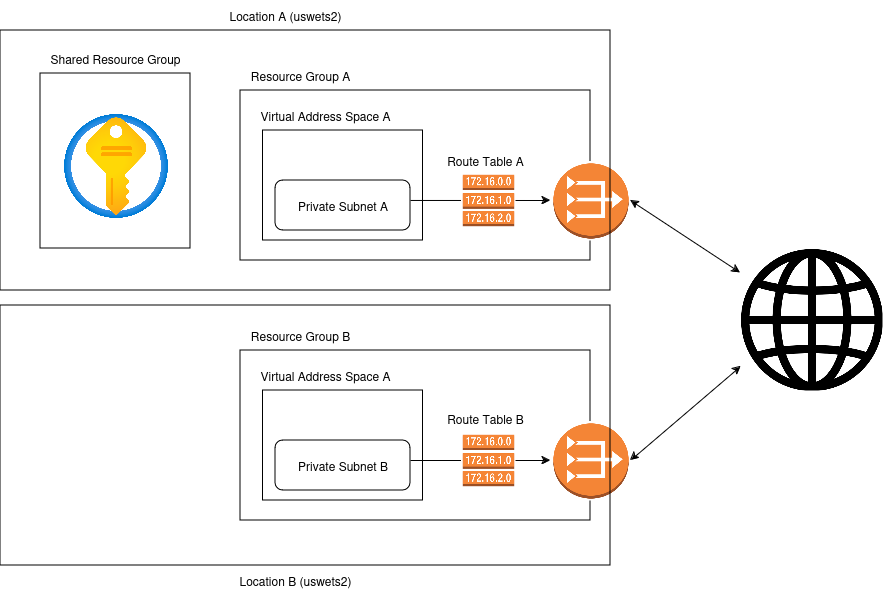 Location A (uswets2)
Shared Resource Group
Resource Group A
Virtual Address Space A
Route Table A
172.16.0.0
172.16.1.0
172.16.2.0
Private Subnet A
Resource Group B
Virtual Address Space A
Route Table B
172.16.0.0
172.16.1.0
172.16.2.0
Private Subnet B
Location B (uswets2)